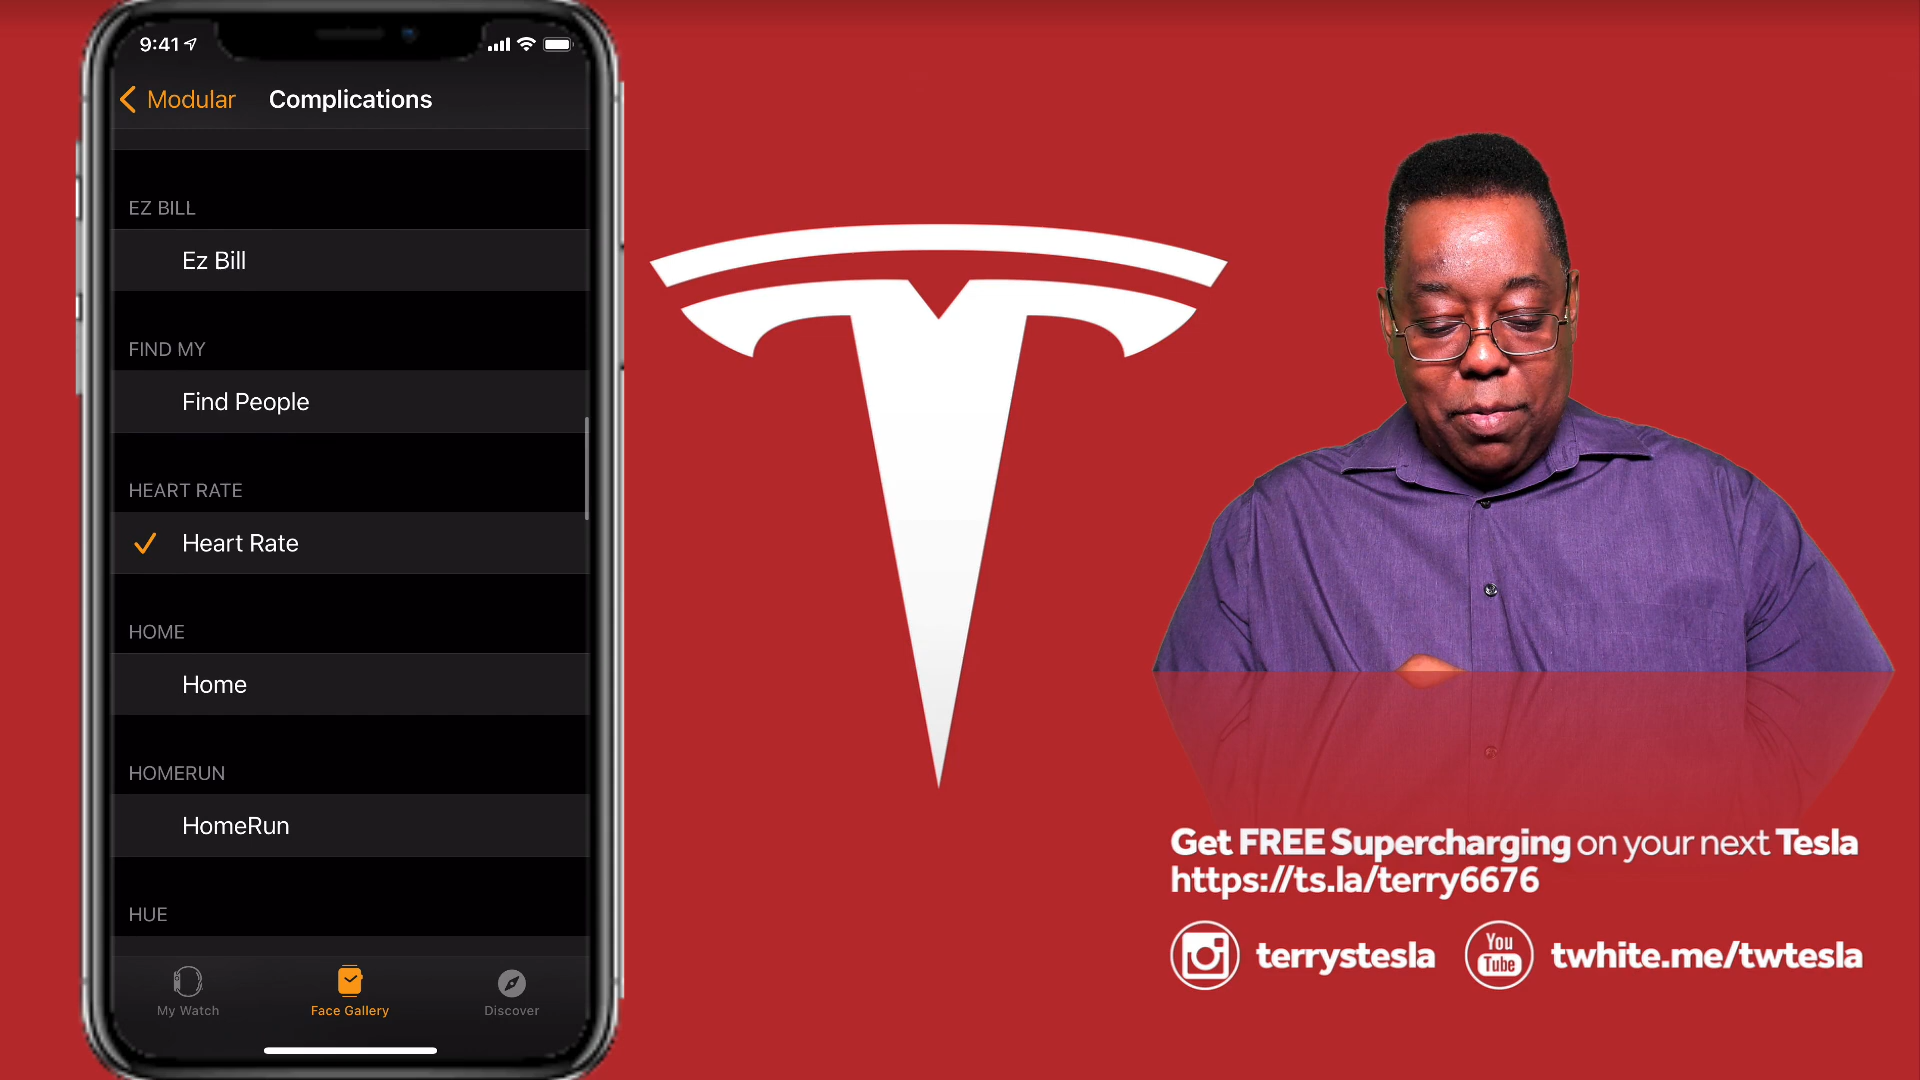 9:41
Modular Complications
EZ BILL
Ez Bill
FIND MY
Find People
HEART RATE
Heart Rate
HOME
Home
HOMERUN
HomeRun
HUE
My Watch Face Gallery Discover
Get FREE Supercharging on your next Tesla
https://ts.la/terry6676
terrystesla You Tube twhite.me/twtesla